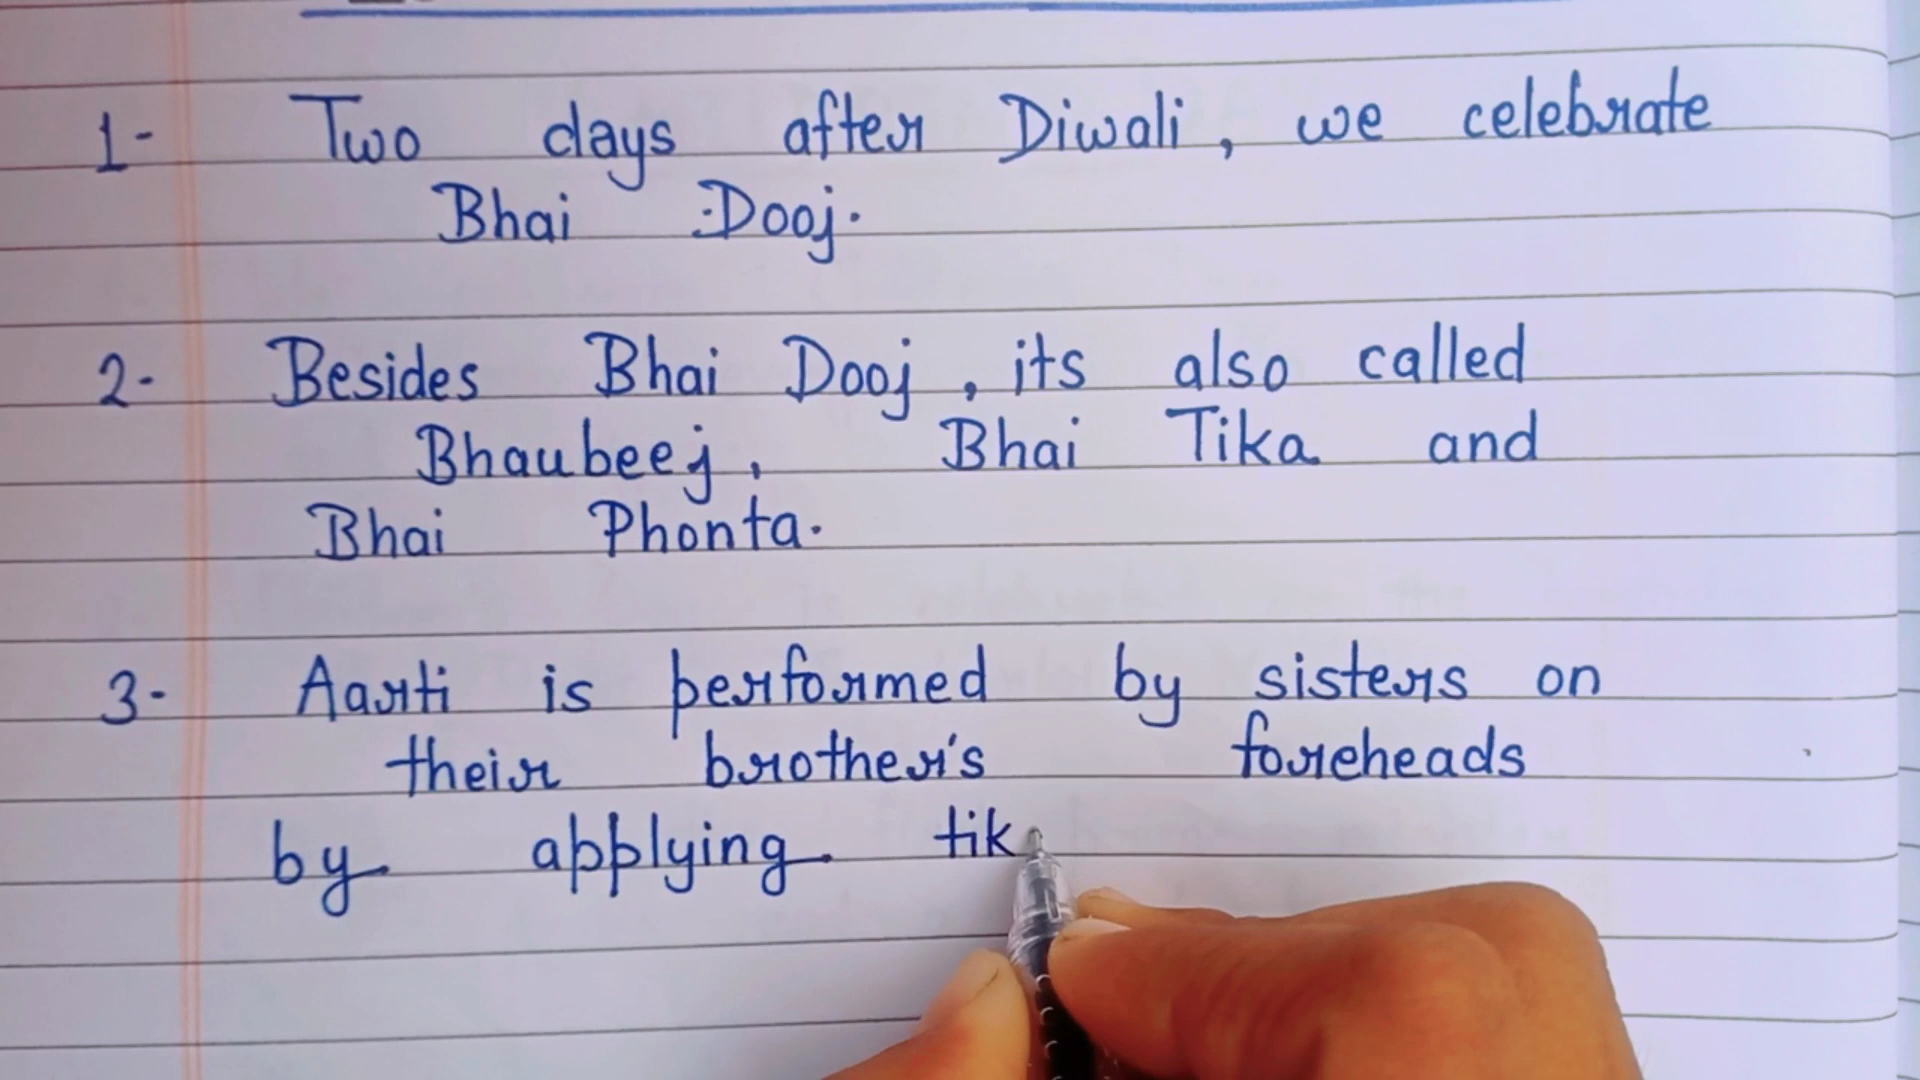 1- Two days after Diwali, we celebrate
Bhai Dooj.
2- Besides Bhai Dooj, its also called
Bhaubeej, Bhai Tika and
Bhai Phonta.
3- Aarti is performed by sisters on
their brother's foreheads
by applying tik